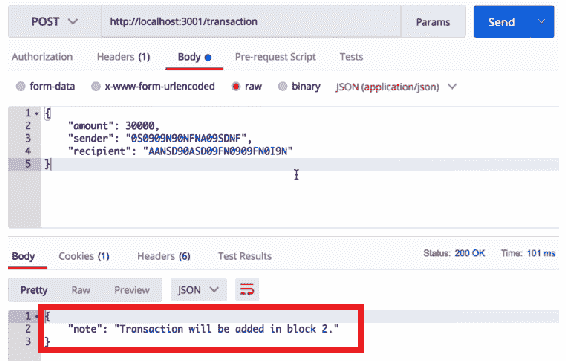 POST http://localhost:3001/transaction Params Send
Authorization Headers (1) Body Pre-request Script Tests
form-data x-www-form-urlencoded raw binary JSON (application/json)
1 {
2 "amount": 30000,
3 "sender": "0S0909N90NFNA09SDNF",
4 "recipient": "AANSD90ASD09FN0909FN0I9N"
5 }
Body Cookies (1) Headers (6) Test Results Status: 200 OK Time: 101 ms
Pretty Raw Preview JSON
1 {
2 "note": "Transaction will be added in block 2."
3 }